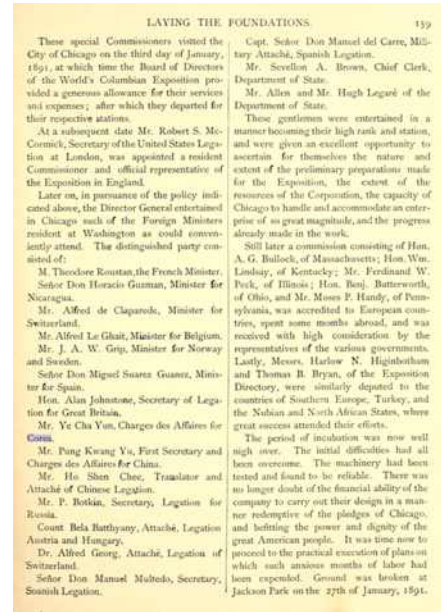 LAYING THE FOUNDATIONS. 159
These special Commissioners visited the
City of Chicago on the third day of January,
1891, at which time the Board of Directors
of the World's Columbian Exposition pro-
vided a generous allowance for their services
and expenses; after which they departed for
their respective stations.
At a subsequent date Mr. Robert S. Mc-
Cormick, Secretary of the United States Lega-
tion at London, was appointed a resident
Commissioner and official representative of
the Exposition in England.
Later on, in pursuance of the policy indi-
cated above, the Director General entertained
in Chicago such of the Foreign Ministers
resident at Washington as could conven-
iently attend. The distinguished party con-
sisted of:
M. Theodore Roustan, the French Minister.
Señor Don Horacio Guzman, Minister for
Nicaragua.
Mr. Alfred de Claparede, Minister for
Switzerland.
Mr. Alfred Le Ghait, Minister for Belgium.
Mr. J. A. W. Grip, Minister for Norway
and Sweden.
Señor Don Miguel Suarez Guanez, Minis-
ter for Spain.
Hon. Alan Johnstone, Secretary of Lega-
tion for Great Britain.
Mr. Ye Cha Yun, Charges des Affaires for
Corea.
Mr. Pung Kwang Yu, First Secretary and
Charges des Affaires for China.
Mr. Ho Shen Chee, Translator and
Attaché of Chinese Legation.
Mr. P. Botkin, Secretary, Legation for
Russia.
Count Bela Batthyany, Attaché, Legation
Austria and Hungary.
Dr. Alfred Georg, Attaché, Legation of
Switzerland.
Señor Don Manuel Multedo, Secretary,
Spanish Legation.
Capt. Señor Don Manuel del Carre, Mili-
tary Attaché, Spanish Legation.
Mr. Sevellon A. Brown, Chief Clerk,
Department of State.
Mr. Allen and Mr. Hugh Legaré of the
Department of State.
These gentlemen were entertained in a
manner becoming their high rank and station,
and were given an excellent opportunity to
ascertain for themselves the nature and
extent of the preliminary preparations made
for the Exposition, the extent of the
resources of the Corporation, the capacity of
Chicago to handle and accommodate an enter-
prise of so great magnitude, and the progress
already made in the work.
Still later a commission consisting of Hon.
A. G. Bullock, of Massachusetts; Hon. Wm.
Lindsay, of Kentucky; Mr. Ferdinand W.
Peck, of Illinois; Hon. Benj. Butterworth,
of Ohio, and Mr. Moses P. Handy, of Penn-
sylvania, was accredited to European coun-
tries, spent some months abroad, and was
received with high consideration by the
representatives of the various governments.
Lastly, Messrs. Harlow N. Higinbotham
and Thomas B. Bryan, of the Exposition
Directory, were similarly deputed to the
countries of Southern Europe, Turkey, and
the Nubian and North African States, where
great success attended their efforts.
The period of incubation was now well
nigh over. The initial difficulties had all
been overcome. The machinery had been
tested and found to be reliable. There was
no longer doubt of the financial ability of the
company to carry out their design in a man-
ner redemptive of the pledges of Chicago,
and befitting the power and dignity of the
great American people. It was time now to
proceed to the practical execution of plans on
which such anxious months of labor had
been expended. Ground was broken at
Jackson Park on the 27th of January, 1891.